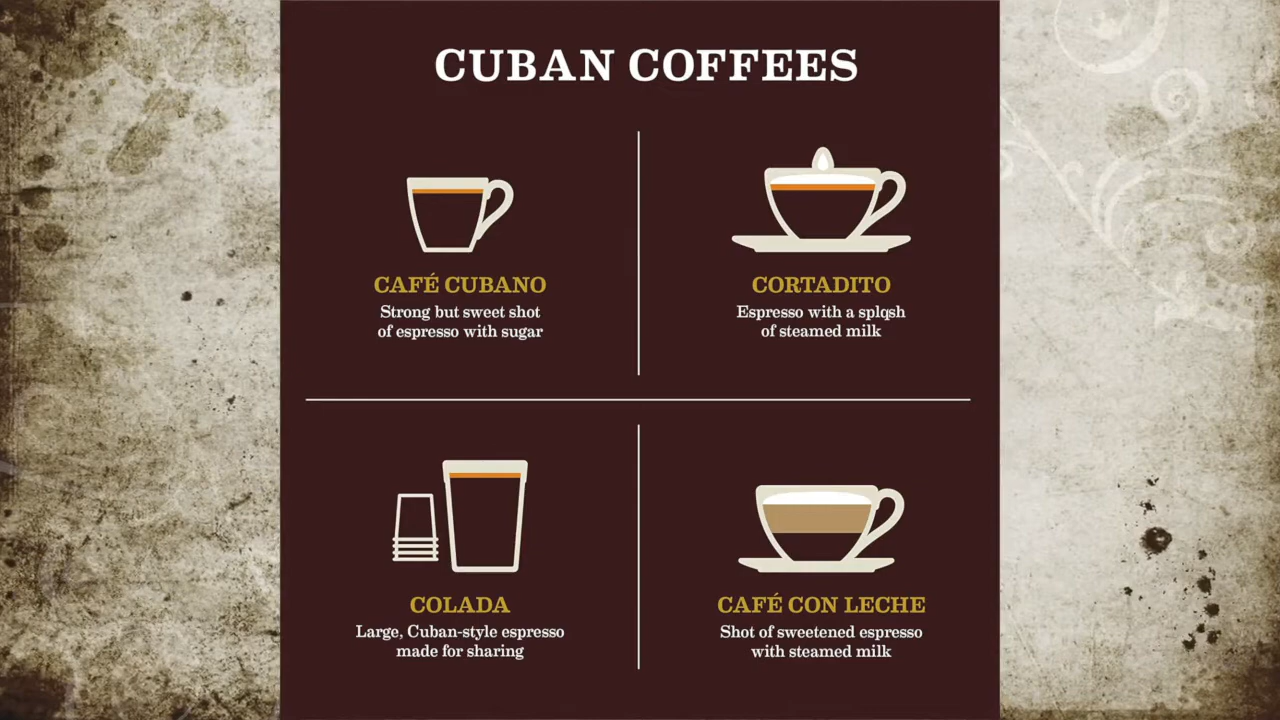 CUBAN COFFEES
CAFÉ CUBANO
Strong but sweet shot
of espresso with sugar
CORTADITO
Espresso with a splqsh
of steamed milk
COLADA
Large, Cuban-style espresso
made for sharing
CAFÉ CON LECHE
Shot of sweetened espresso
with steamed milk